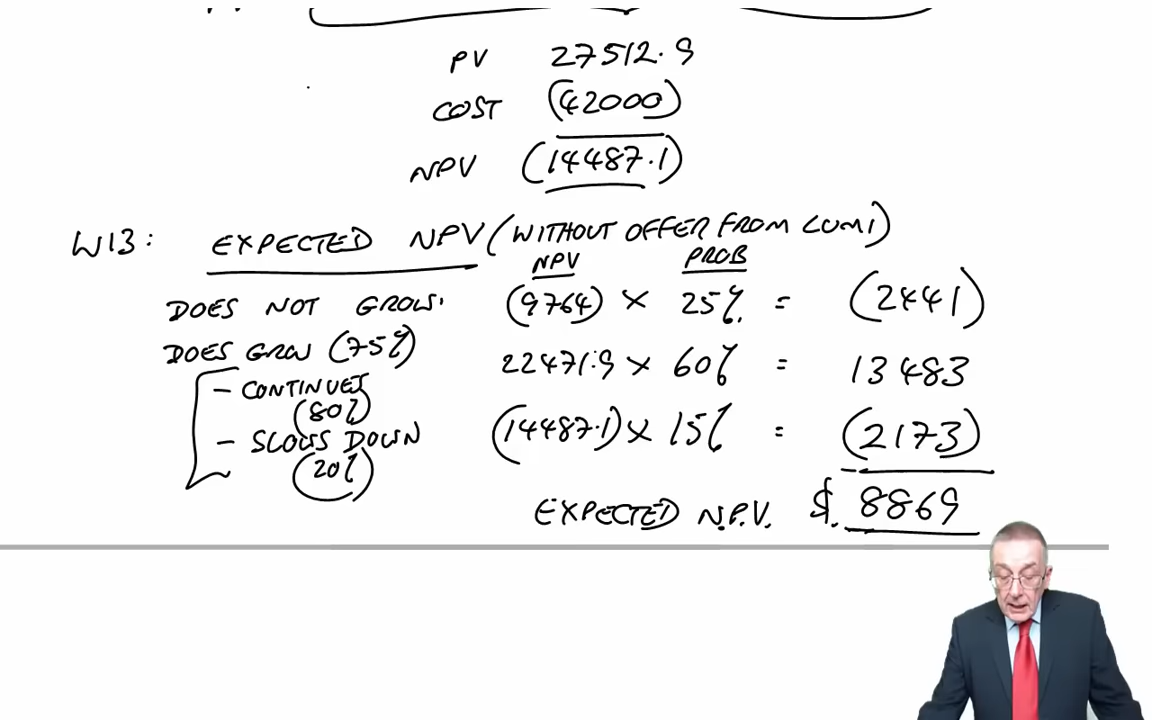 PV 27512.9
COST (42000)
NPV (14487.1)
W13: EXPECTED NPV (WITHOUT OFFER FROM LUMI)
NPV PROB
DOES NOT GROW: (9764) × 25% = (2441)
DOES GROW (75%)
22471.9 × 60% = 13483
- CONTINUES
(80%)
(14487.1) × 15% = (2173)
- SLOWS DOWN
(20%)
EXPECTED N.P.V. $. 8869